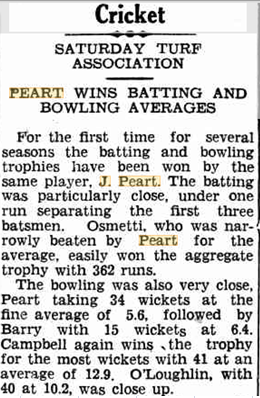 Cricket
SATURDAY TURF
ASSOCIATION
PEART WINS BATTING AND
BOWLING AVERAGES
For the first time for several
seasons the batting and bowling
trophies have been won by the
same player, J. Peart. The batting
was particularly close, under one
run separating the first three
batsmen. Osmetti, who was nar-
rowly beaten by Peart for the
average, easily won the aggregate
trophy with 362 runs.
The bowling was also very close,
Peart taking 34 wickets at the
fine average of 5.6, followed by
Barry with 15 wickets at 6.4.
Campbell again wins the trophy
for the most wickets with 41 at an
average of 12.9. O'Loughlin, with
40 at 10.2, was close up.